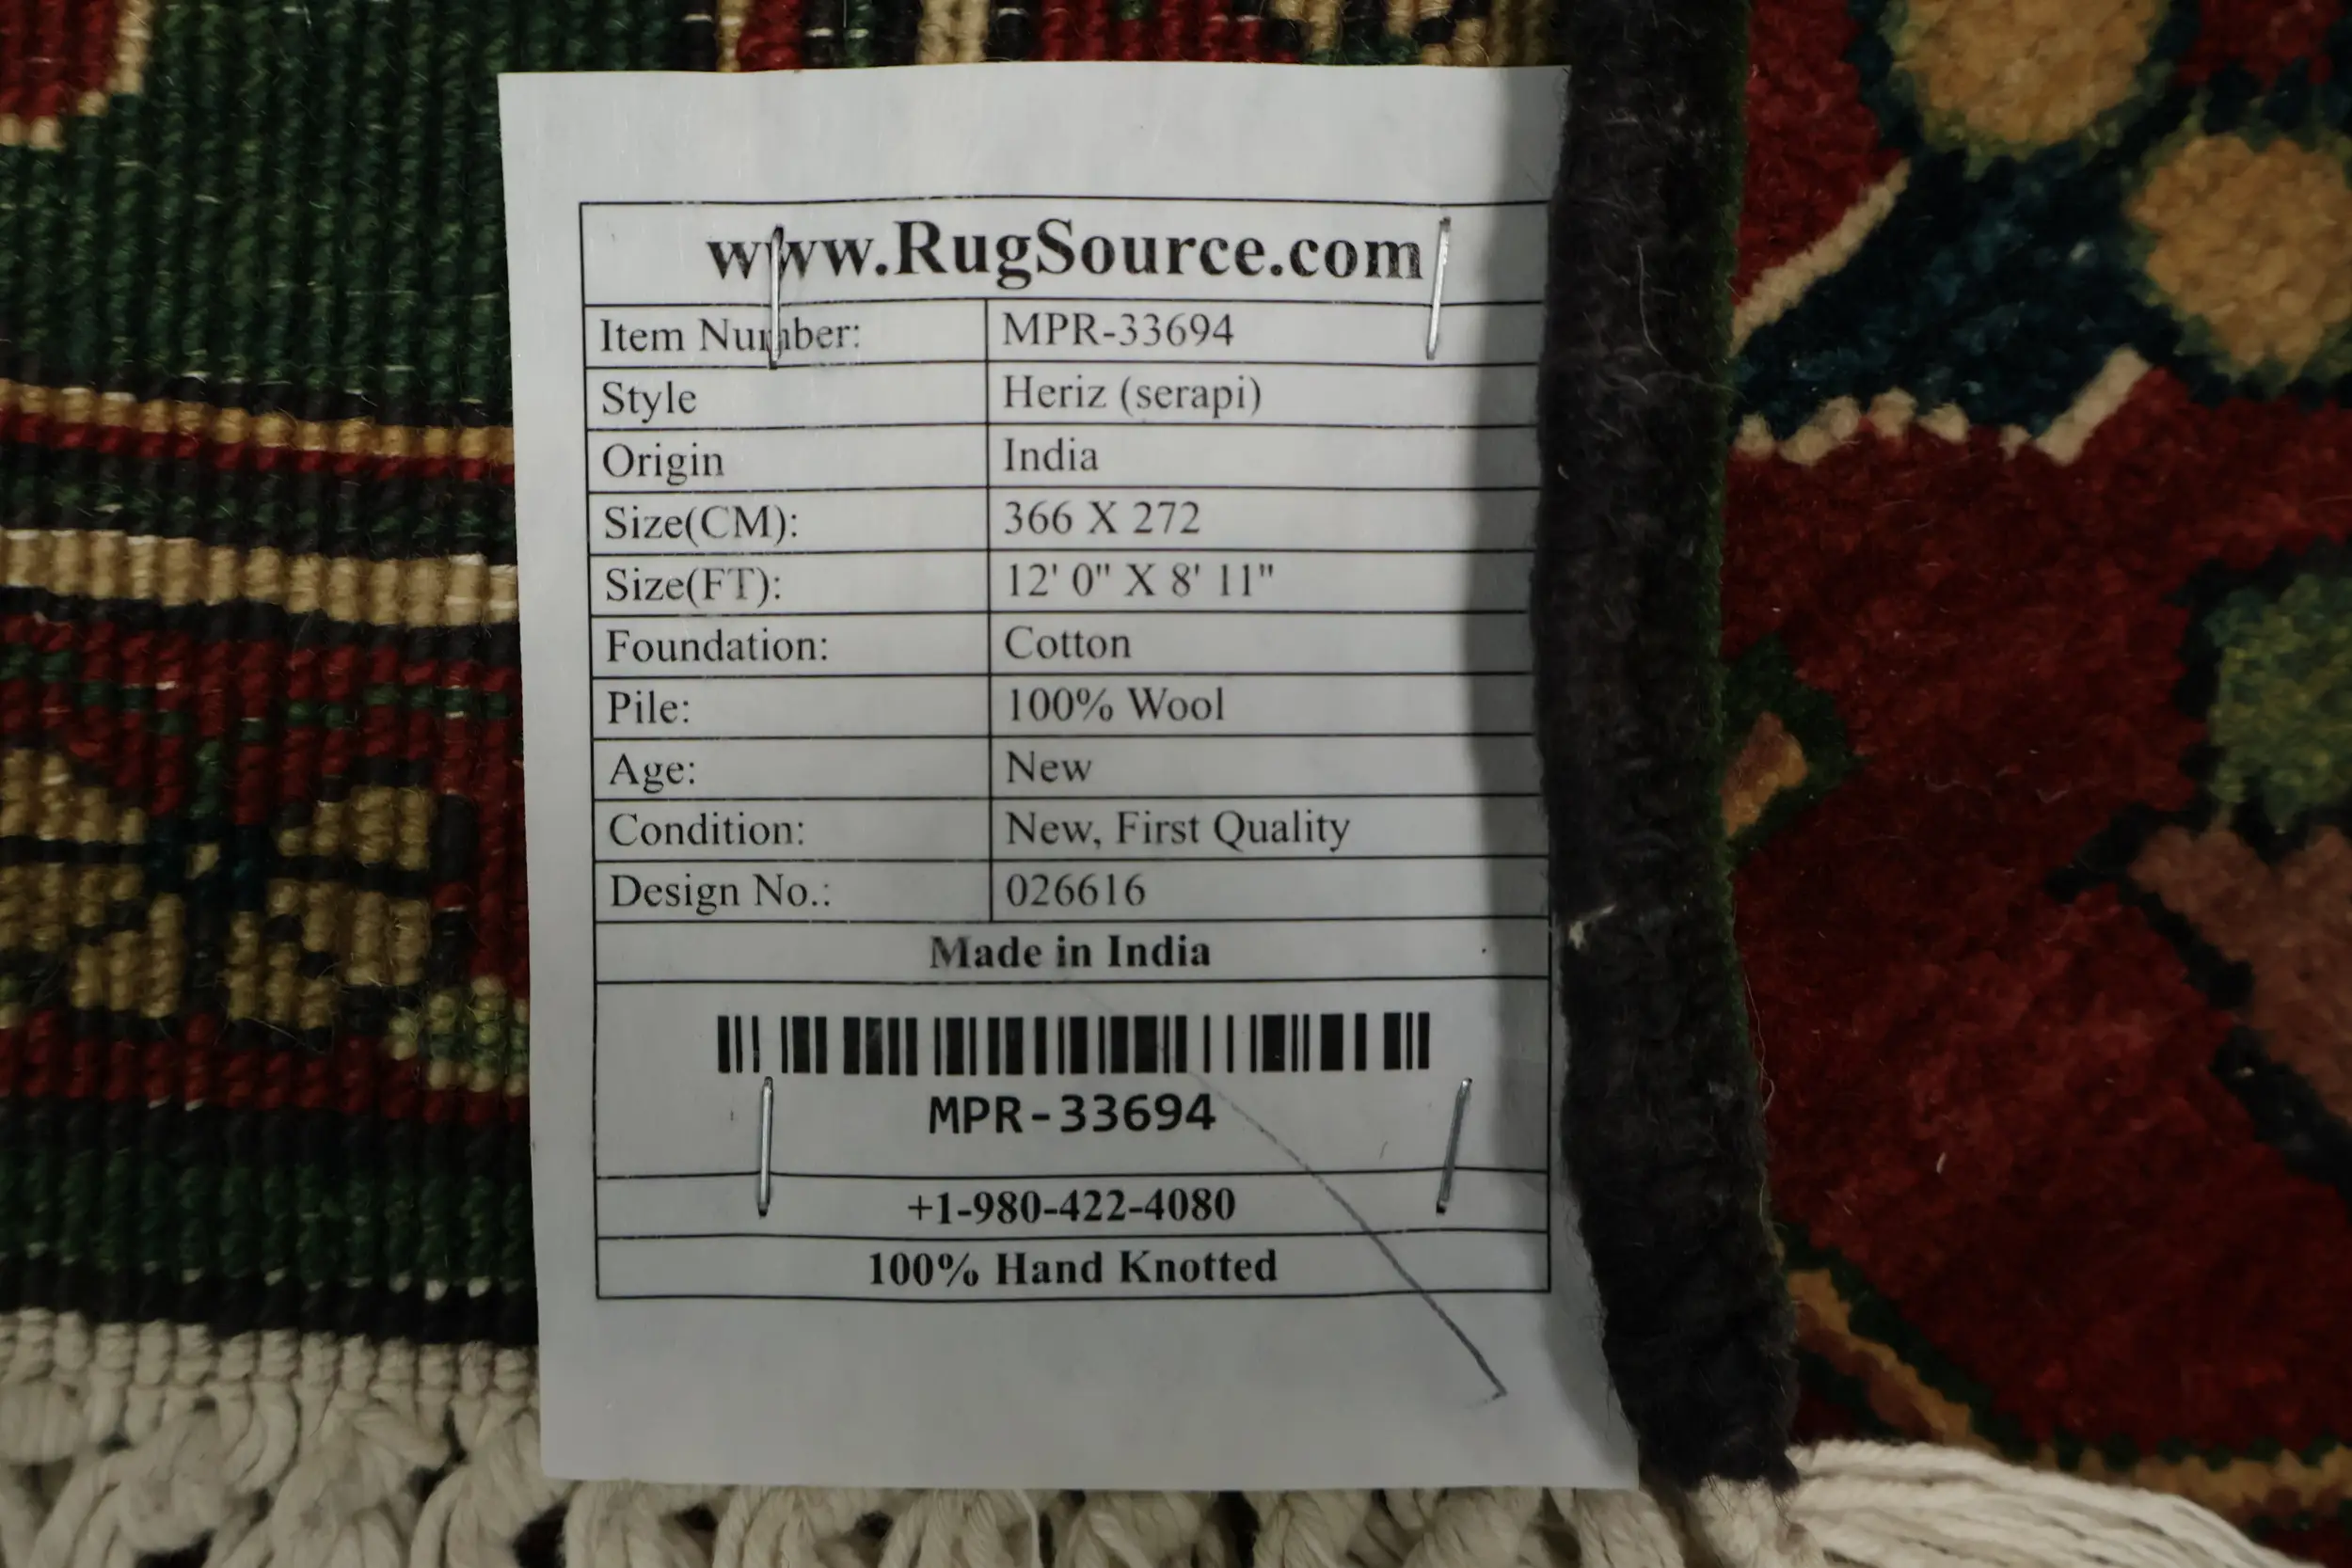 www.RugSource.com
Item Number: MPR-33694
Style Heriz (serapi)
Origin India
Size(CM): 366 X 272
Size(FT): 12' 0" X 8' 11"
Foundation: Cotton
Pile: 100% Wool
Age: New
Condition: New, First Quality
Design No.: 026616
Made in India
MPR-33694
+1-980-422-4080
100% Hand Knotted